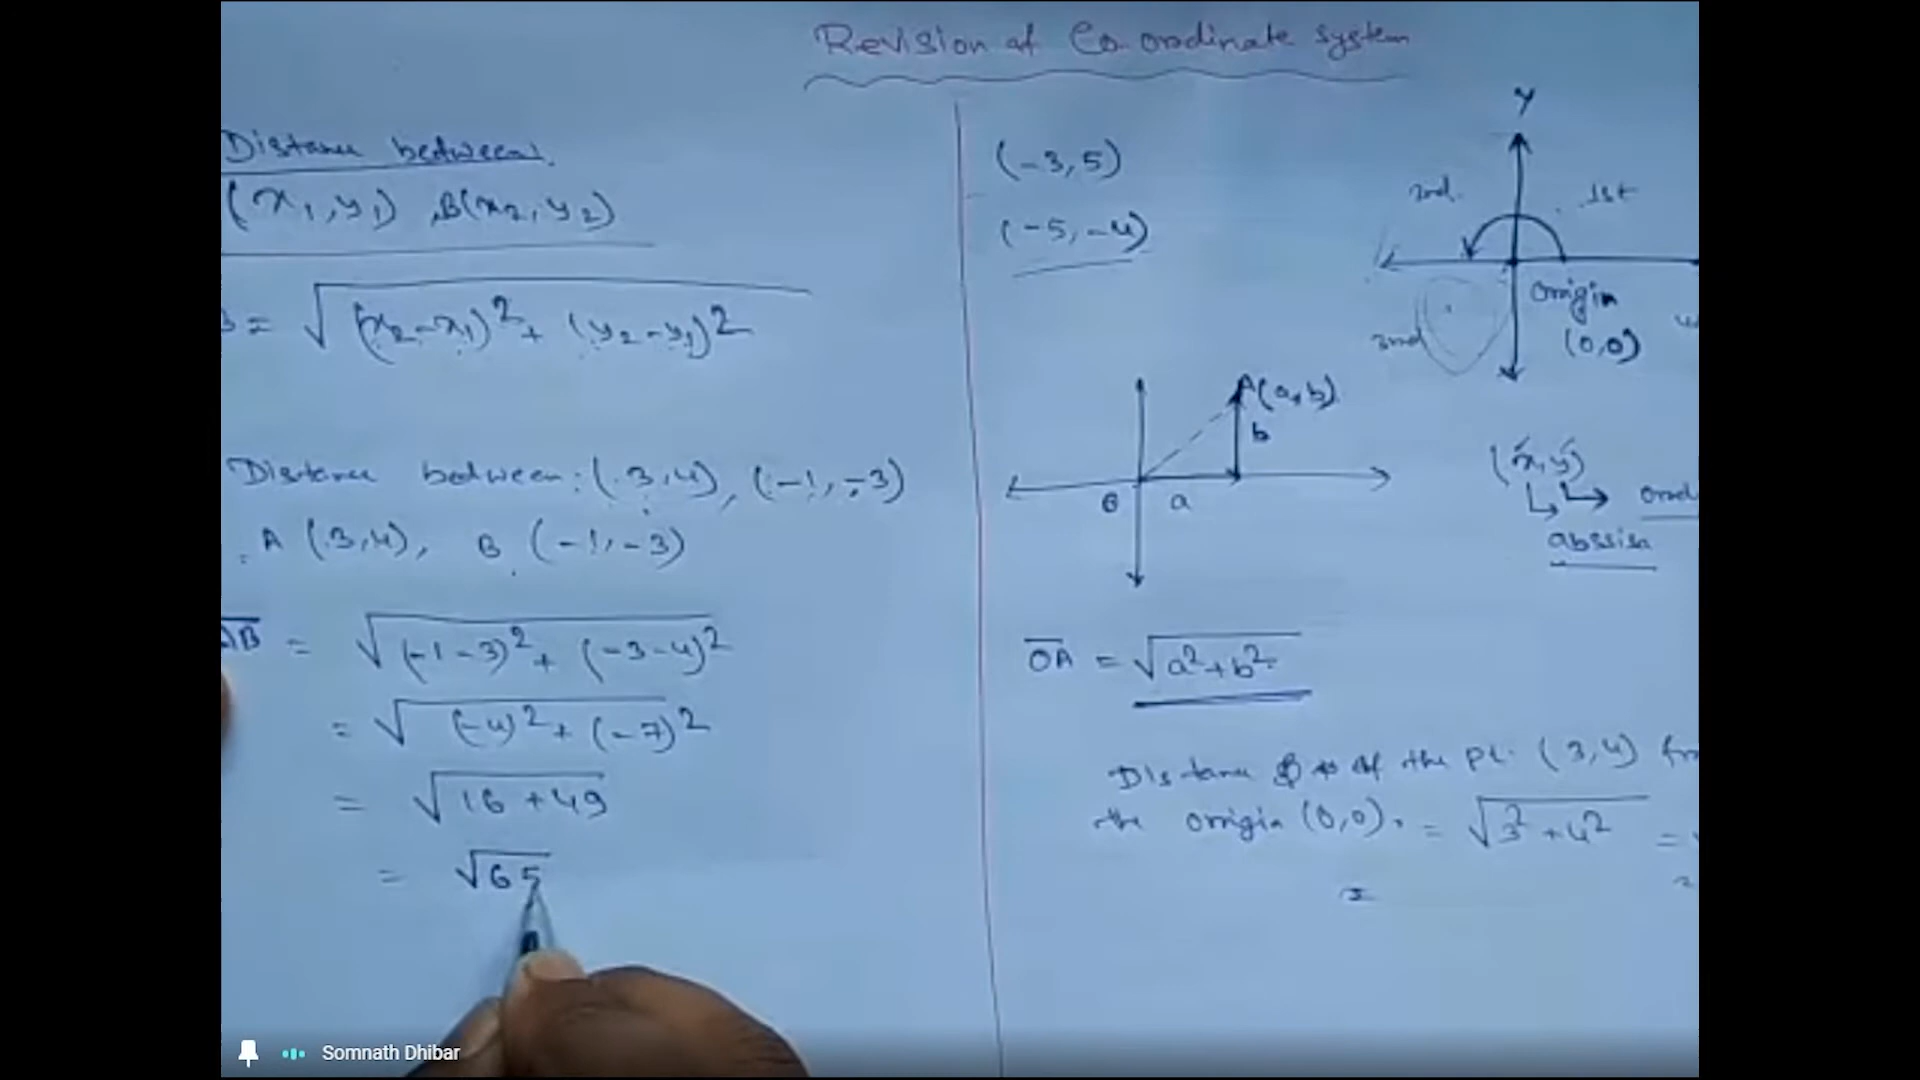 Revision of Co-ordinate system
Distance between
(x₁, y₁) , B(x₂, y₂)
= √(x₂ - x₁)² + (y₂ - y₁)²
Distance between: (3,4), (-1, -3)
A (3,4), B (-1, -3)
AB = √(-1-3)² + (-3-4)²
= √(-4)² + (-7)²
= √16 + 49
= √65
(-3, 5)
(-5, -4)
Y
2nd. 1st
Origin
(0,0)
3rd
A(a, b)
b
a
(x, y)
abssisa
OA = √a² + b²
Distance of the pt. (3,4)
the origin (0,0). = √3² + 4² =
=
Somnath Dhibar